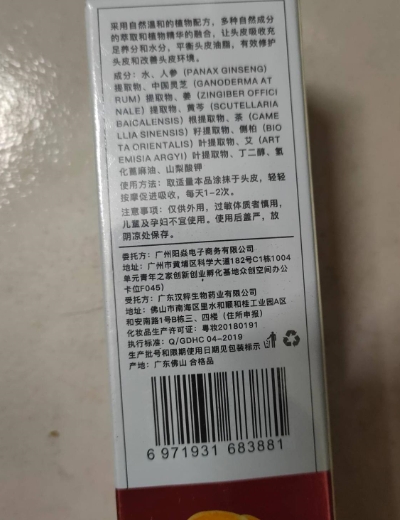 采用自然温和的植物配方，多种自然成分
的萃取和植物精华的融合，让头皮吸收充
足养分和水分，平衡头皮油脂，有效修护
头皮和改善头皮环境。
成分：水、人参（PANAX GINSENG）
提取物、中国灵芝（GANODERMA AT
RUM）提取物、姜（ZINGIBER OFFICI
NALE）提取物、黄芩（SCUTELLARIA
BAICALENSIS）根提取物、茶（CAME
LLIA SINENSIS）籽提取物、侧柏（BIO
TA ORIENTALIS）叶提取物、艾（ART
EMISIA ARGYI）叶提取物、丁二醇、氢
化蓖麻油、山梨酸钾
使用方法：取适量本品涂抹于头皮，轻轻
按摩促进吸收，每天1-2次。
注意事项：仅供外用，过敏体质者慎用，
儿童及孕妇不宜使用。使用后盖严，放
阴凉处保存。
委托方：广州阳焱电子商务有限公司
地址：广州市黄埔区科学大道182号C1栋1004
单元青年之家创新创业孵化基地众创空间办公
卡位F045）
受托方：广东汉粹生物药业有限公司
地址：佛山市南海区里水和顺和桂工业园A区
和安南路1号B栋三、四楼（住所申报）
化妆品生产许可证：粤妆20180191
执行标准：Q/GDHC 04-2019
生产批号和限期使用日期见包装标示
产地：广东佛山 合格品
6 971931 683881